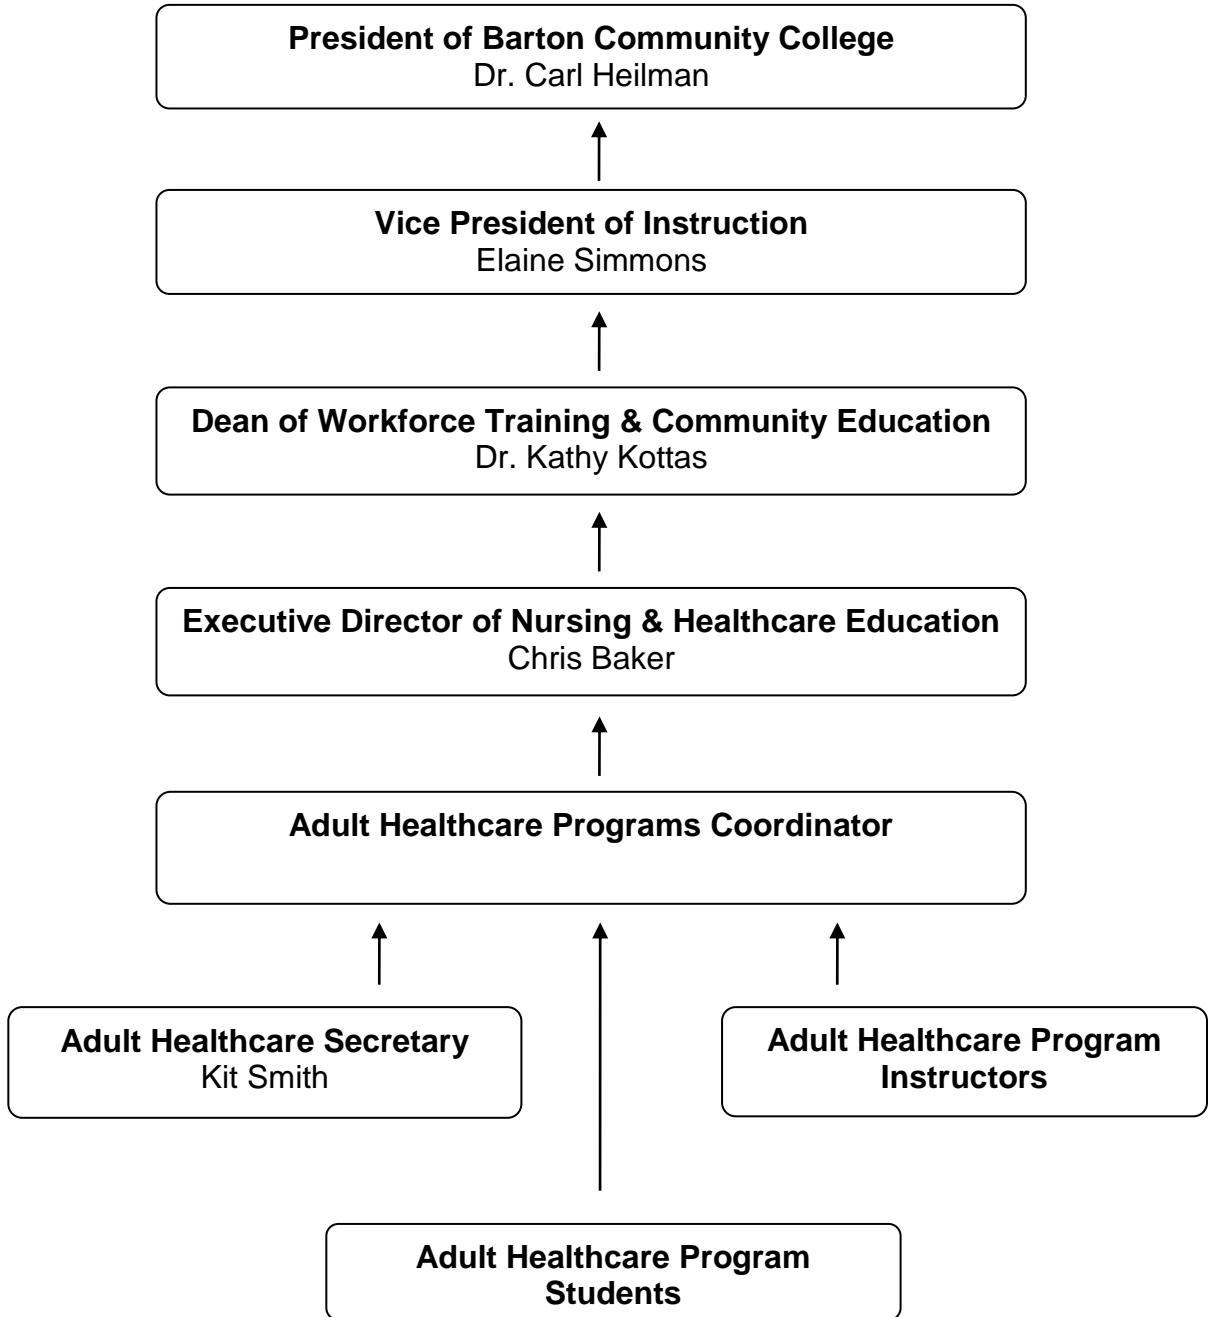 President of Barton Community College
Dr. Carl Heilman
Vice President of Instruction
Elaine Simmons
Dean of Workforce Training & Community Education
Dr. Kathy Kottas
Executive Director of Nursing & Healthcare Education
Chris Baker
Adult Healthcare Programs Coordinator
Adult Healthcare Secretary
Kit Smith
Adult Healthcare Program
Instructors
Adult Healthcare Program
Students